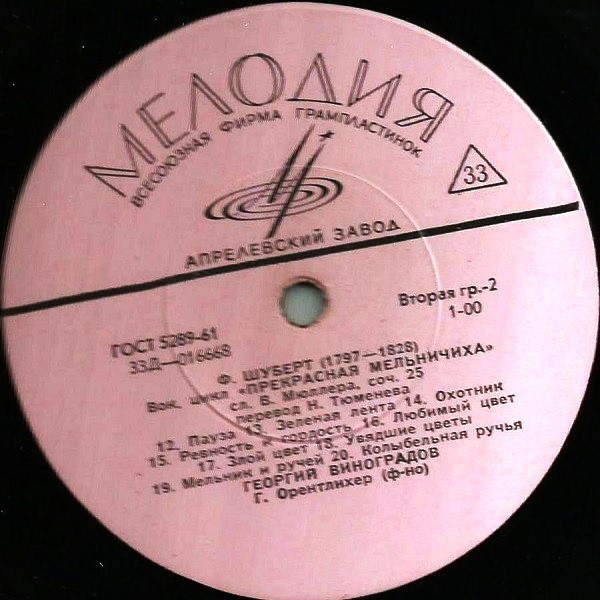 МЕЛОДИЯ
ВСЕСОЮЗНАЯ ФИРМА ГРАМПЛАСТИНОК
33
АПРЕЛЕВСКИЙ ЗАВОД
ГОСТ 5289-61
33Д—016668
Вторая гр.-2
1-00
Ф. ШУБЕРТ (1797—1828)
Вок. цикл «ПРЕКРАСНАЯ МЕЛЬНИЧИХА»
сл. В. Мюллера, соч. 25
перевод Н. Тюменева
12. Пауза 13. Зеленая лента 14. Охотник
15. Ревность и гордость 16. Любимый цвет
17. Злой цвет 18. Увядшие цветы
19. Мельник и ручей 20. Колыбельная ручья
ГЕОРГИЙ ВИНОГРАДОВ
Г. Орентлихер (ф-но)